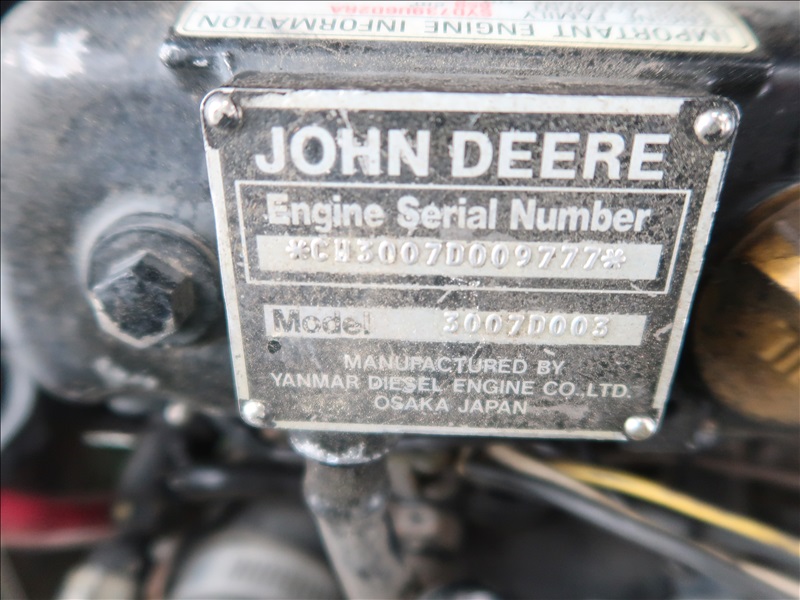 IMPORTANT ENGINE INFORMATION
JOHN DEERE
Engine Serial Number
*CH3007D009777*
Model 3007D003
MANUFACTURED BY
YANMAR DIESEL ENGINE CO.,LTD.
OSAKA JAPAN